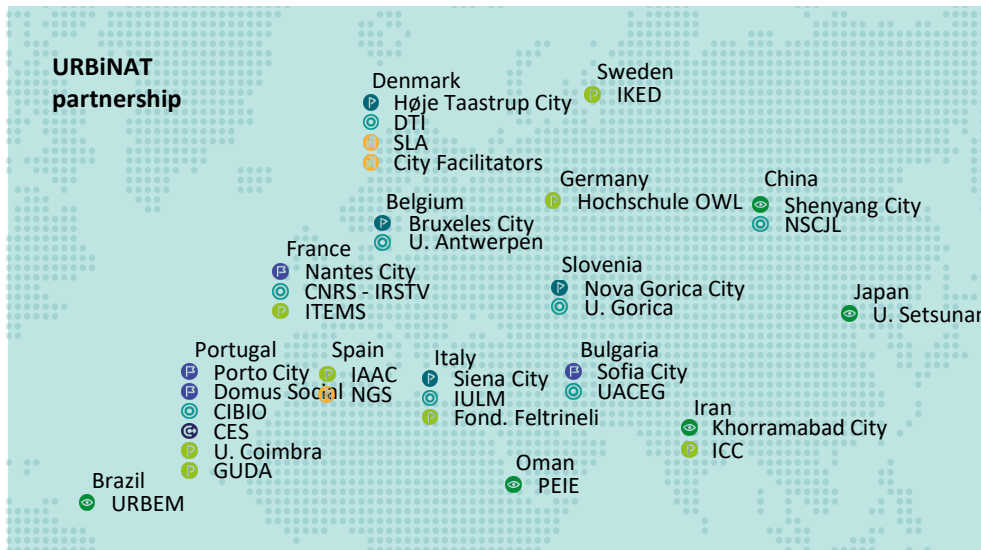 URBiNAT
partnership
Denmark
Høje Taastrup City
DTI
SLA
City Facilitators
Sweden
IKED
Germany
Hochschule OWL
China
Shenyang City
NSCJL
Belgium
Bruxeles City
U. Antwerpen
France
Nantes City
CNRS - IRSTV
ITEMS
Slovenia
Nova Gorica City
U. Gorica
Japan
U. Setsunan
Portugal
Porto City
Domus Social
CIBIO
CES
U. Coimbra
GUDA
Spain
IAAC
NGS
Italy
Siena City
IULM
Fond. Feltrineli
Bulgaria
Sofia City
UACEG
Iran
Khorramabad City
ICC
Oman
PEIE
Brazil
URBEM